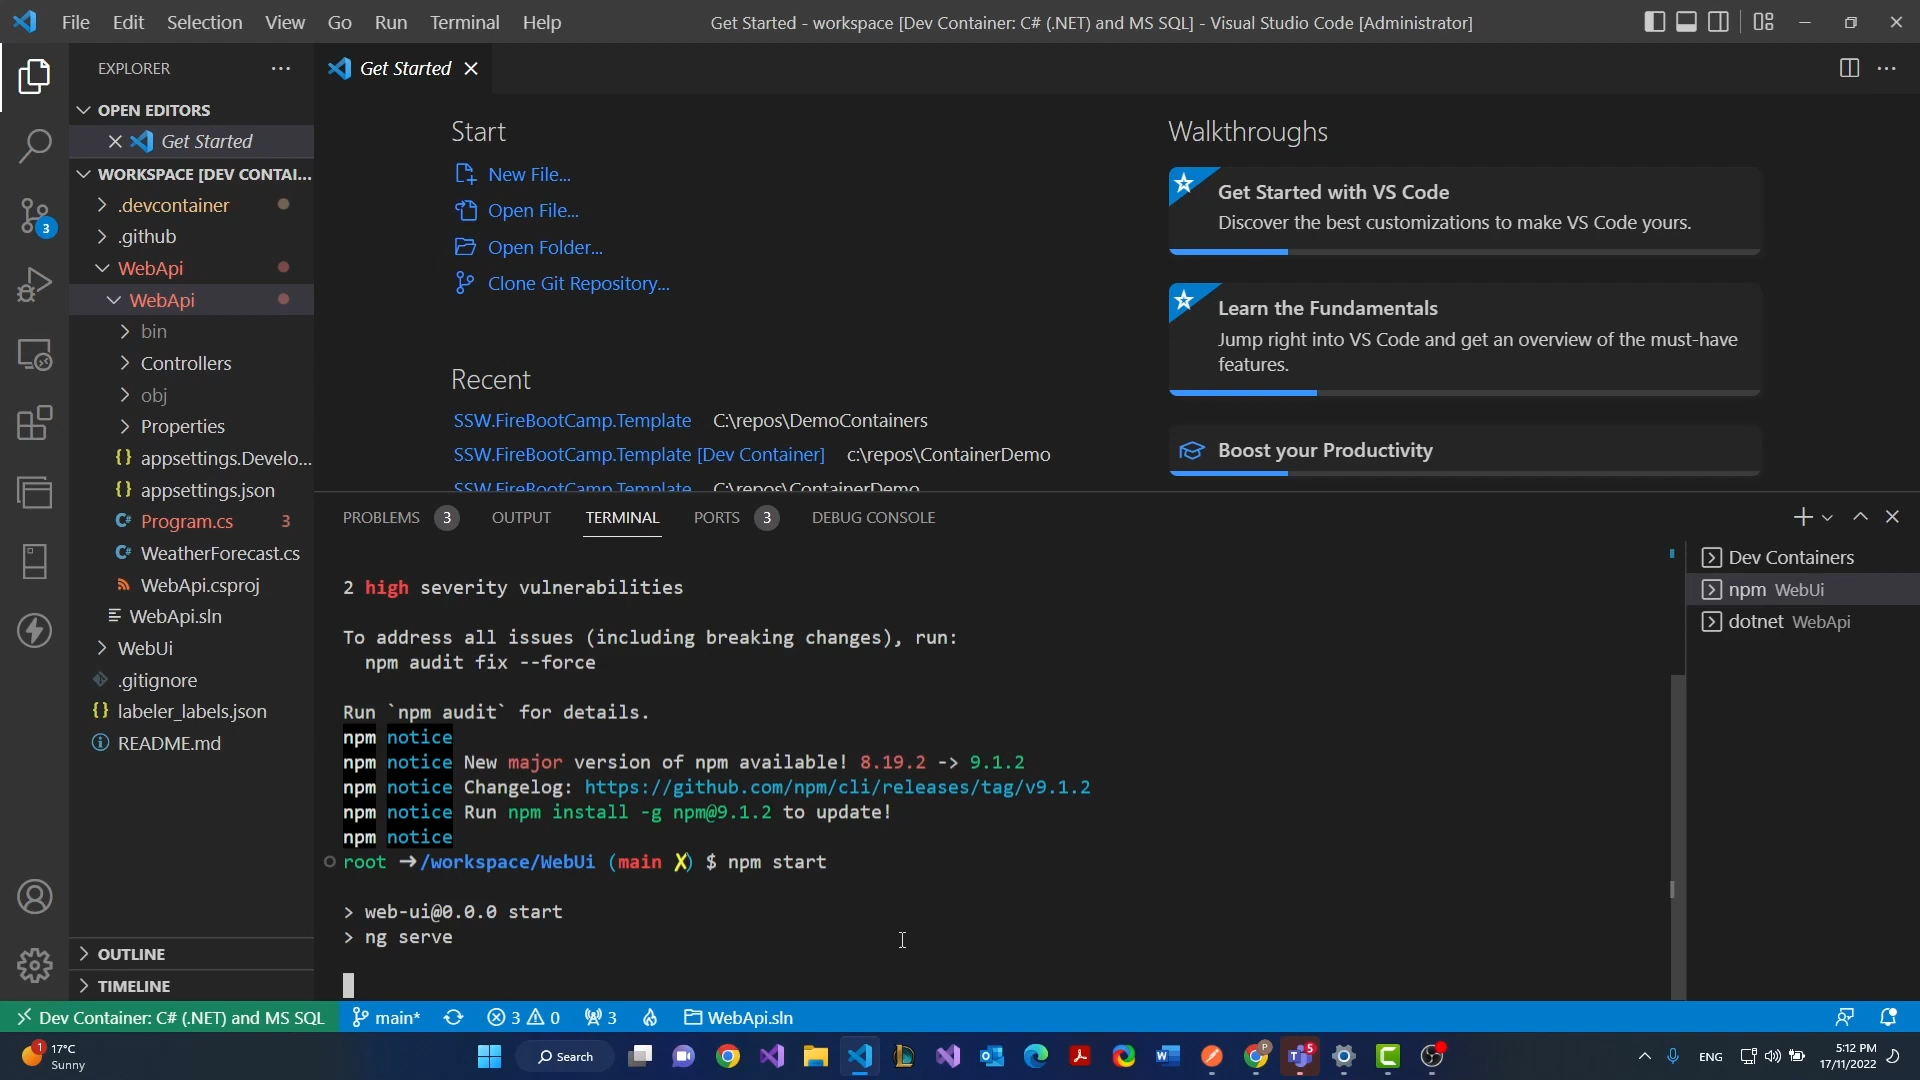 File Edit Selection View Go Run Terminal Help
Get Started - workspace [Dev Container: C# (.NET) and MS SQL] - Visual Studio Code [Administrator]
EXPLORER
Get Started
OPEN EDITORS
Get Started
WORKSPACE [DEV CONTAI...
.devcontainer
.github
WebApi
WebApi
bin
Controllers
obj
Properties
{} appsettings.Develo...
{} appsettings.json
C# Program.cs 3
C# WeatherForecast.cs
WebApi.csproj
WebApi.sln
WebUi
.gitignore
{} labeler_labels.json
README.md
OUTLINE
TIMELINE
3
Start
New File...
Open File...
Open Folder...
Clone Git Repository...
Recent
SSW.FireBootCamp.Template C:\repos\DemoContainers
SSW.FireBootCamp.Template [Dev Container] c:\repos\ContainerDemo
SSW.FireBootCamp.Template C:\repos\ContainerDemo
Walkthroughs
Get Started with VS Code
Discover the best customizations to make VS Code yours.
Learn the Fundamentals
Jump right into VS Code and get an overview of the must-have
features.
Boost your Productivity
PROBLEMS 3 OUTPUT TERMINAL PORTS 3 DEBUG CONSOLE
2 high severity vulnerabilities
To address all issues (including breaking changes), run:
npm audit fix --force
Run `npm audit` for details.
npm notice
npm notice New major version of npm available! 8.19.2 -> 9.1.2
npm notice Changelog: https://github.com/npm/cli/releases/tag/v9.1.2
npm notice Run npm install -g npm@9.1.2 to update!
npm notice
root ➜ /workspace/WebUi (main ✗) $ npm start
> web-ui@0.0.0 start
> ng serve
Dev Containers
npm WebUi
dotnet WebApi
Dev Container: C# (.NET) and MS SQL main* 3 0 3 WebApi.sln
1
17°C
Sunny
Search
P
5
ENG
5:12 PM
17/11/2022